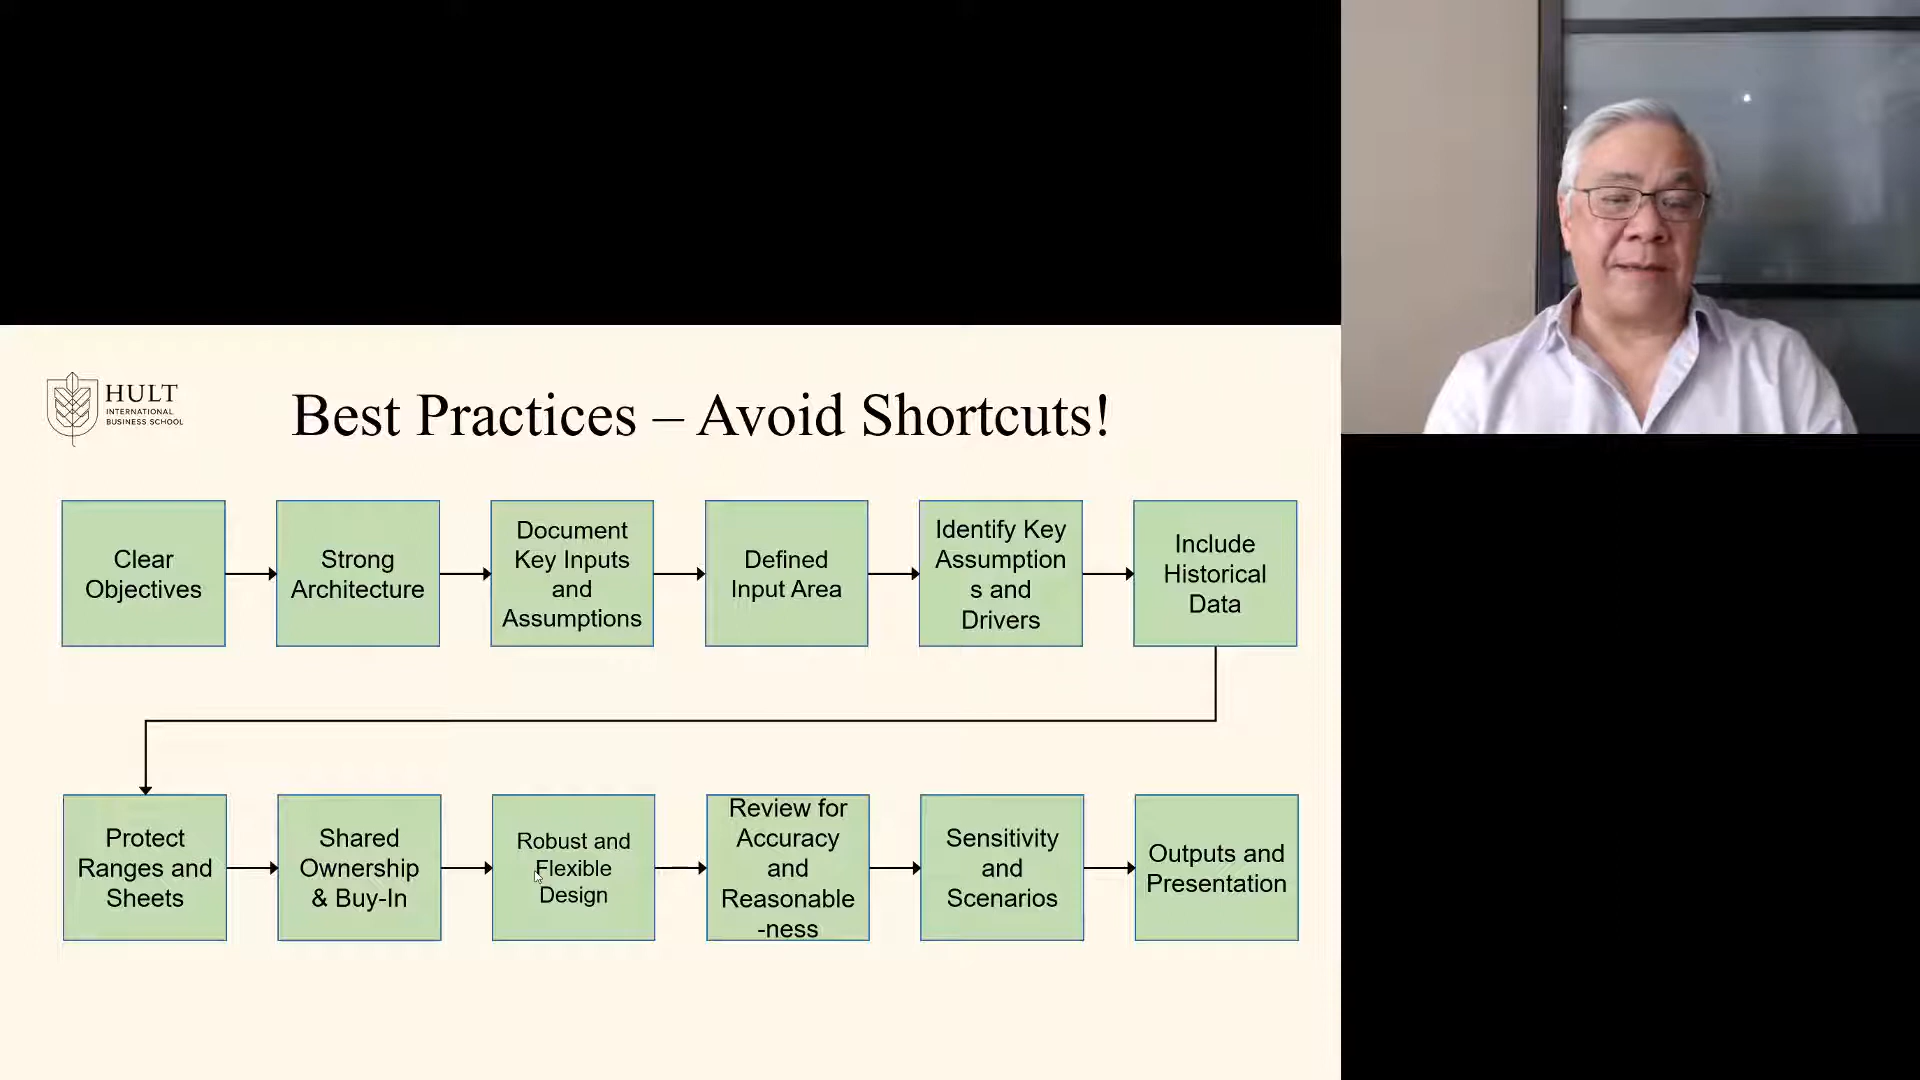 HULT
INTERNATIONAL
BUSINESS SCHOOL
Best Practices – Avoid Shortcuts!
Clear
Objectives
Strong
Architecture
Document
Key Inputs
and
Assumptions
Defined
Input Area
Identify Key
Assumption
s and
Drivers
Include
Historical
Data
Protect
Ranges and
Sheets
Shared
Ownership
& Buy-In
Robust and
Flexible
Design
Review for
Accuracy
and
Reasonable
-ness
Sensitivity
and
Scenarios
Outputs and
Presentation